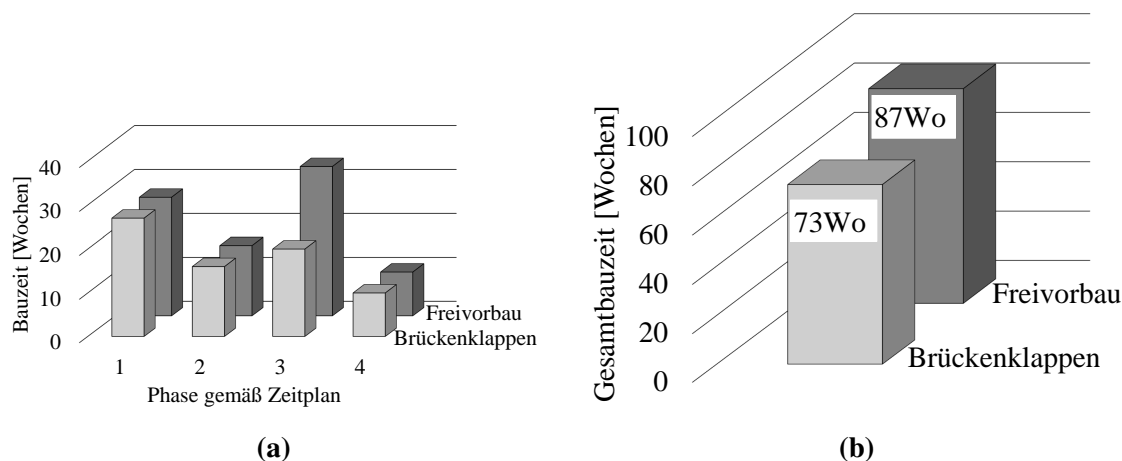 40
30
20
10
0
Bauzeit [Wochen]
Freivorbau
Brückenklappen
1 2 3 4
Phase gemäß Zeitplan
(a)
100
80
60
40
20
0
Gesamtbauzeit [Wochen]
87Wo
73Wo
Freivorbau
Brückenklappen
(b)